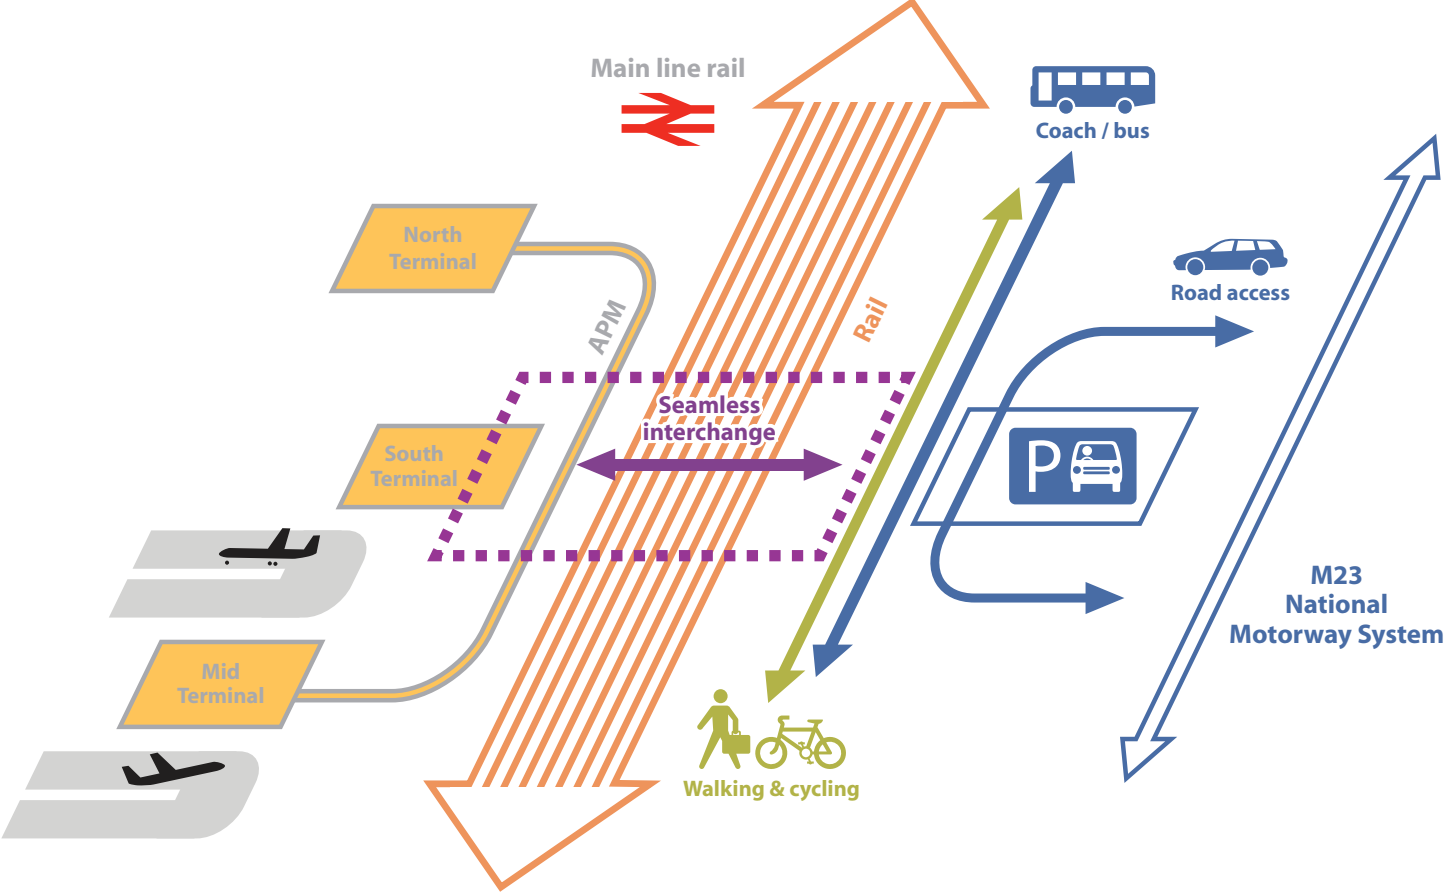 Main line rail
Coach / bus
North
Terminal
APM
Rail
Road access
Seamless
interchange
South
Terminal
P
M23
National
Motorway System
Mid
Terminal
Walking & cycling